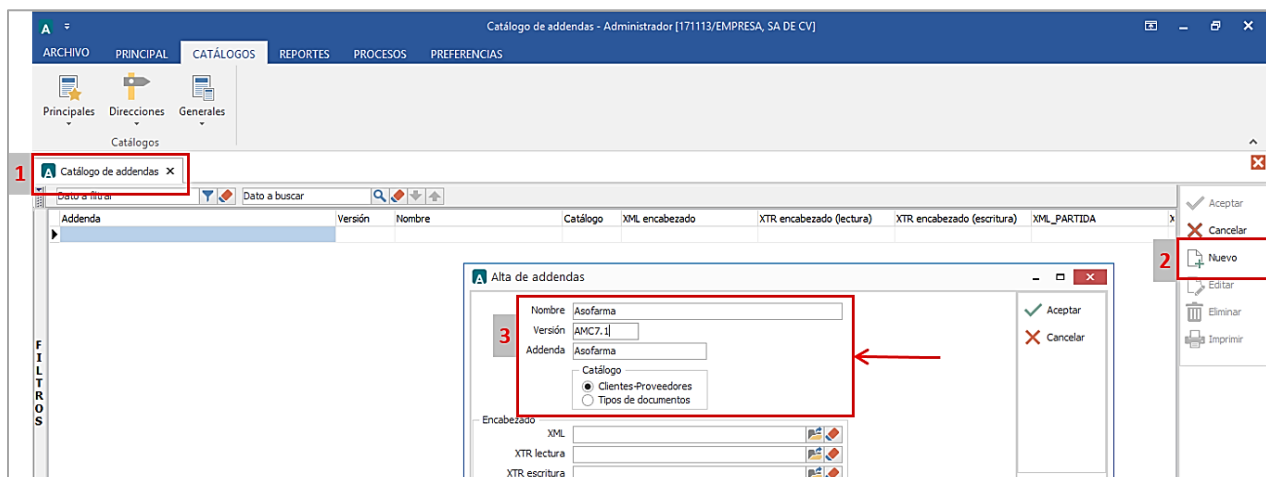 Catálogo de addendas - Administrador [171113/EMPRESA, SA DE CV]
ARCHIVO PRINCIPAL CATÁLOGOS REPORTES PROCESOS PREFERENCIAS
Principales Direcciones Generales
Catálogos
1 Catálogo de addendas
Dato a filtrar Dato a buscar
Aceptar
Addenda Versión Nombre Catálogo XML encabezado XTR encabezado (lectura) XTR encabezado (escritura) XML_PARTIDA X
Cancelar
2 Nuevo
Editar
Eliminar
Imprimir
Alta de addendas
Nombre Asofarma
3 Versión AMC7.1
Addenda Asofarma
Catálogo
Clientes-Proveedores
Tipos de documentos
Aceptar
Cancelar
Encabezado
XML
XTR lectura
XTR escritura
FILTROS